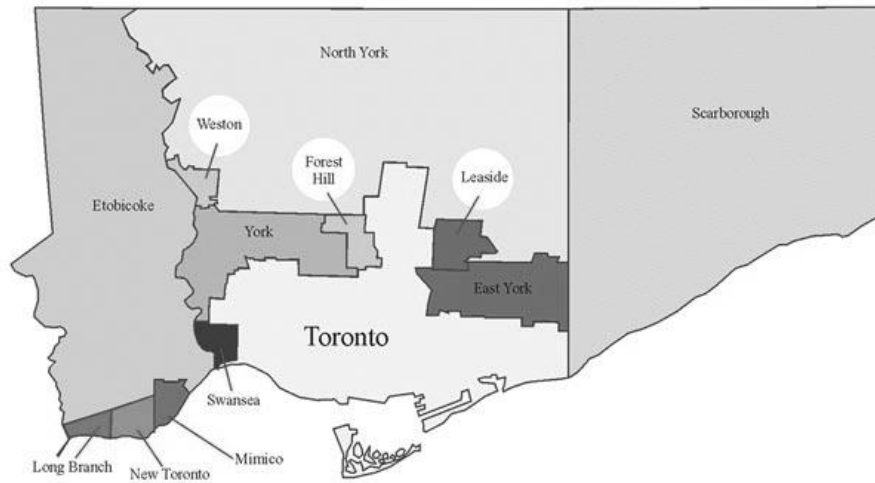 North York
Scarborough
Weston
Forest
Hill
Leaside
Etobicoke
York
East York
Toronto
Swansea
Mimico
Long Branch
New Toronto